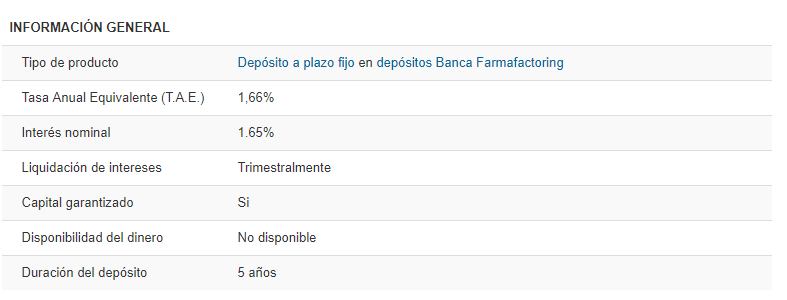 INFORMACIÓN GENERAL
Tipo de producto Depósito a plazo fijo en depósitos Banca Farmafactoring
Tasa Anual Equivalente (T.A.E.) 1,66%
Interés nominal 1.65%
Liquidación de intereses Trimestralmente
Capital garantizado Si
Disponibilidad del dinero No disponible
Duración del depósito 5 años